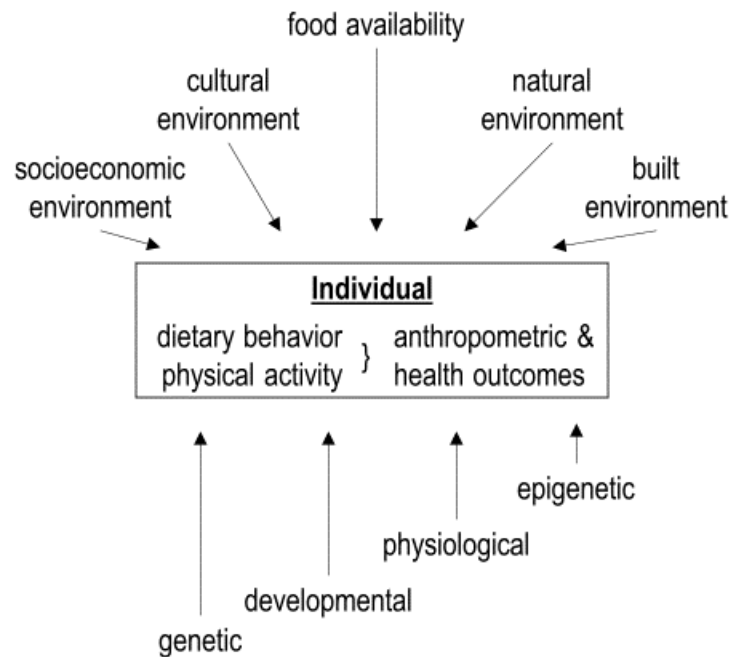 food availability
cultural
environment
natural
environment
socioeconomic
environment
built
environment
Individual
dietary behavior
physical activity
}
anthropometric &
health outcomes
epigenetic
physiological
developmental
genetic